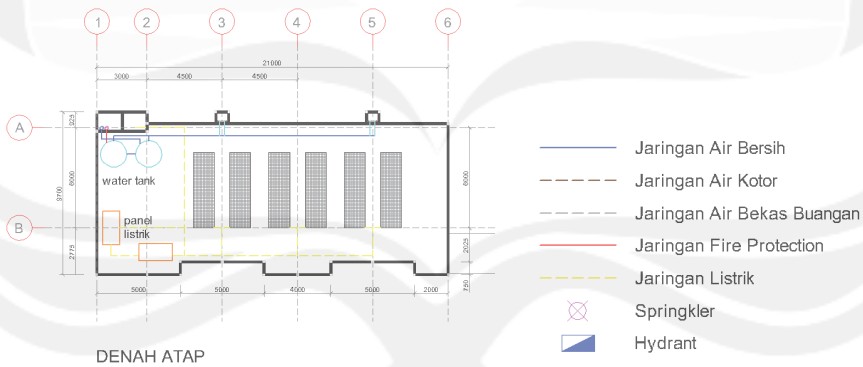 1 2 3 4 5 6
21000
3000 4500 4500
A
925
6000
9700
6000
water tank
panel
listrik
B
2775
2025
750
5000 5000 4000 5000 2000
DENAH ATAP
Jaringan Air Bersih
Jaringan Air Kotor
Jaringan Air Bekas Buangan
Jaringan Fire Protection
Jaringan Listrik
Springkler
Hydrant